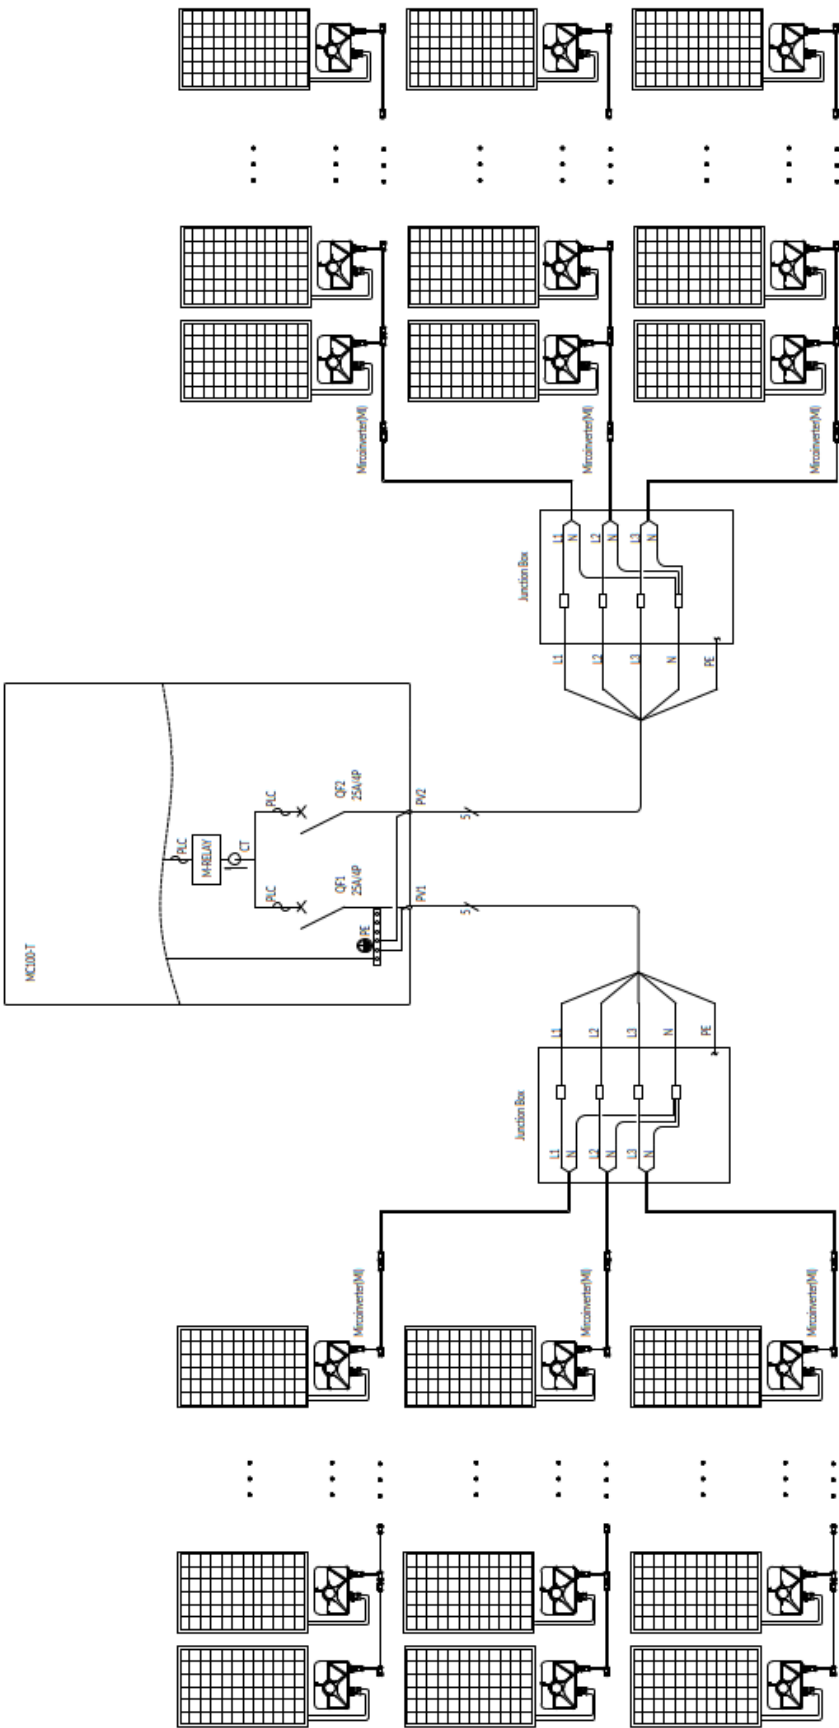 MC100-T
PLC
M-RELAY
CT
PLC
PLC
QF1
25A/4P
QF2
25A/4P
PE
PV1
PV2
5
5
Mircoinverter(MI)
Mircoinverter(MI)
Mircoinverter(MI)
Junction Box
L1
N
L2
N
L3
N
L1
L2
L3
N
PE
Junction Box
L1
L2
L3
N
PE
L1
N
L2
N
L3
N
Mircoinverter(MI)
Mircoinverter(MI)
Mircoinverter(MI)